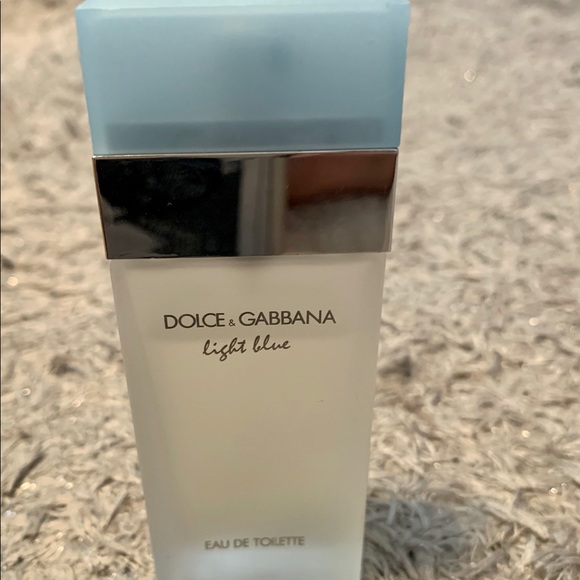 DOLCE & GABBANA
light blue
EAU DE TOILETTE